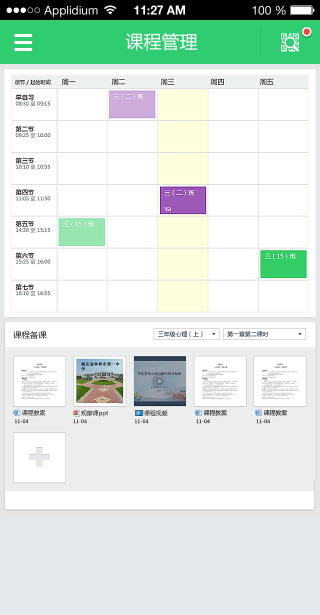 Applidium 11:27 AM 100 %
课程管理
课节 / 起始时间 周一 周二 周三 周四 周五
早自习
08:30 至 09:15
三（二）班
第二节
09:25 至 10:00
第三节
10:10 至 10:55
第四节
11:05 至 11:50
三（二）班
第五节
14:30 至 13:15
三（15）班
第六节
15:25 至 16:00
三（15）班
第七节
16:10 至 16:55
课程备课 三年级心理（上） 第一章第二课时
课程教案 观摩课ppt 课程视频 课程教案 课程教案
11-04 11-04 11-04 11-04 11-04